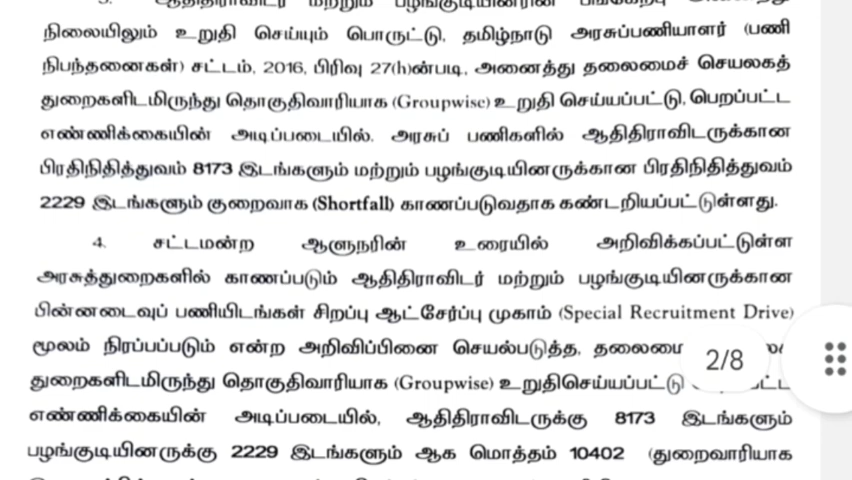 3. ஆதிதிராவிடர் மற்றும் பழங்குடியினரின்
நிலையிலும் உறுதி செய்யும் பொருட்டு, தமிழ்நாடு அரசுப்பணியாளர் (பணி
நிபந்தனைகள்) சட்டம், 2016, பிரிவு 27(h)ன்படி, அனைத்து தலைமைச் செயலகத்
துறைகளிடமிருந்து தொகுதிவாரியாக (Groupwise) உறுதி செய்யப்பட்டு, பெறப்பட்ட
எண்ணிக்கையின் அடிப்படையில். அரசுப் பணிகளில் ஆதிதிராவிடருக்கான
பிரதிநிதித்துவம் 8173 இடங்களும் மற்றும் பழங்குடியினருக்கான பிரதிநிதித்துவம்
2229 இடங்களும் குறைவாக (Shortfall) காணப்படுவதாக கண்டறியப்பட்டுள்ளது.
4. சட்டமன்ற ஆளுநரின் உரையில் அறிவிக்கப்பட்டுள்ள
அரசுத்துறைகளில் காணப்படும் ஆதிதிராவிடர் மற்றும் பழங்குடியினருக்கான
பின்னடைவுப் பணியிடங்கள் சிறப்பு ஆட்சேர்ப்பு முகாம் (Special Recruitment Drive)
மூலம் நிரப்பப்படும் என்ற அறிவிப்பினை செயல்படுத்த,
2/8
துறைகளிடமிருந்து தொகுதிவாரியாக (Groupwise) உறுதிசெய்யப்பட்டு
எண்ணிக்கையின் அடிப்படையில், ஆதிதிராவிடருக்கு 8173 இடங்களும்
பழங்குடியினருக்கு 2229 இடங்களும் ஆக மொத்தம் 10402 (துறைவாரியாக